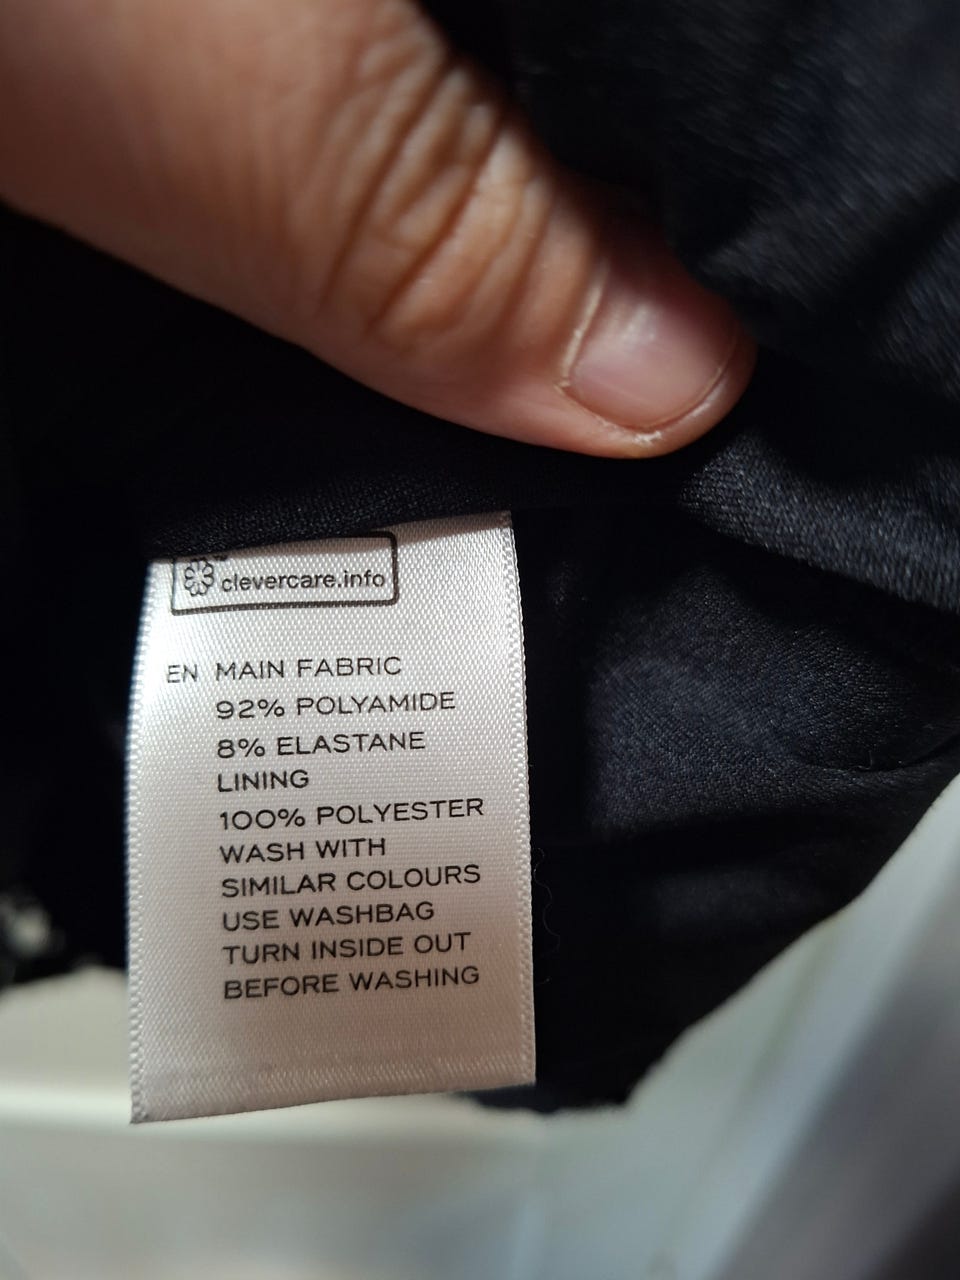 clevercare.info
EN MAIN FABRIC
92% POLYAMIDE
8% ELASTANE
LINING
100% POLYESTER
WASH WITH
SIMILAR COLOURS
USE WASHBAG
TURN INSIDE OUT
BEFORE WASHING